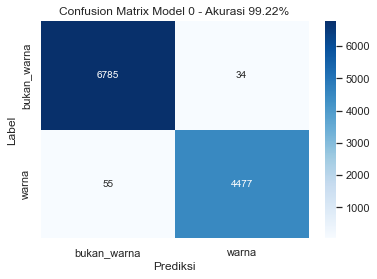 Confusion Matrix Model 0 - Akurasi 99.22%
bukan_warna
6785
34
warna
55
4477
Label
bukan_warna
warna
Prediksi
6000
5000
4000
3000
2000
1000